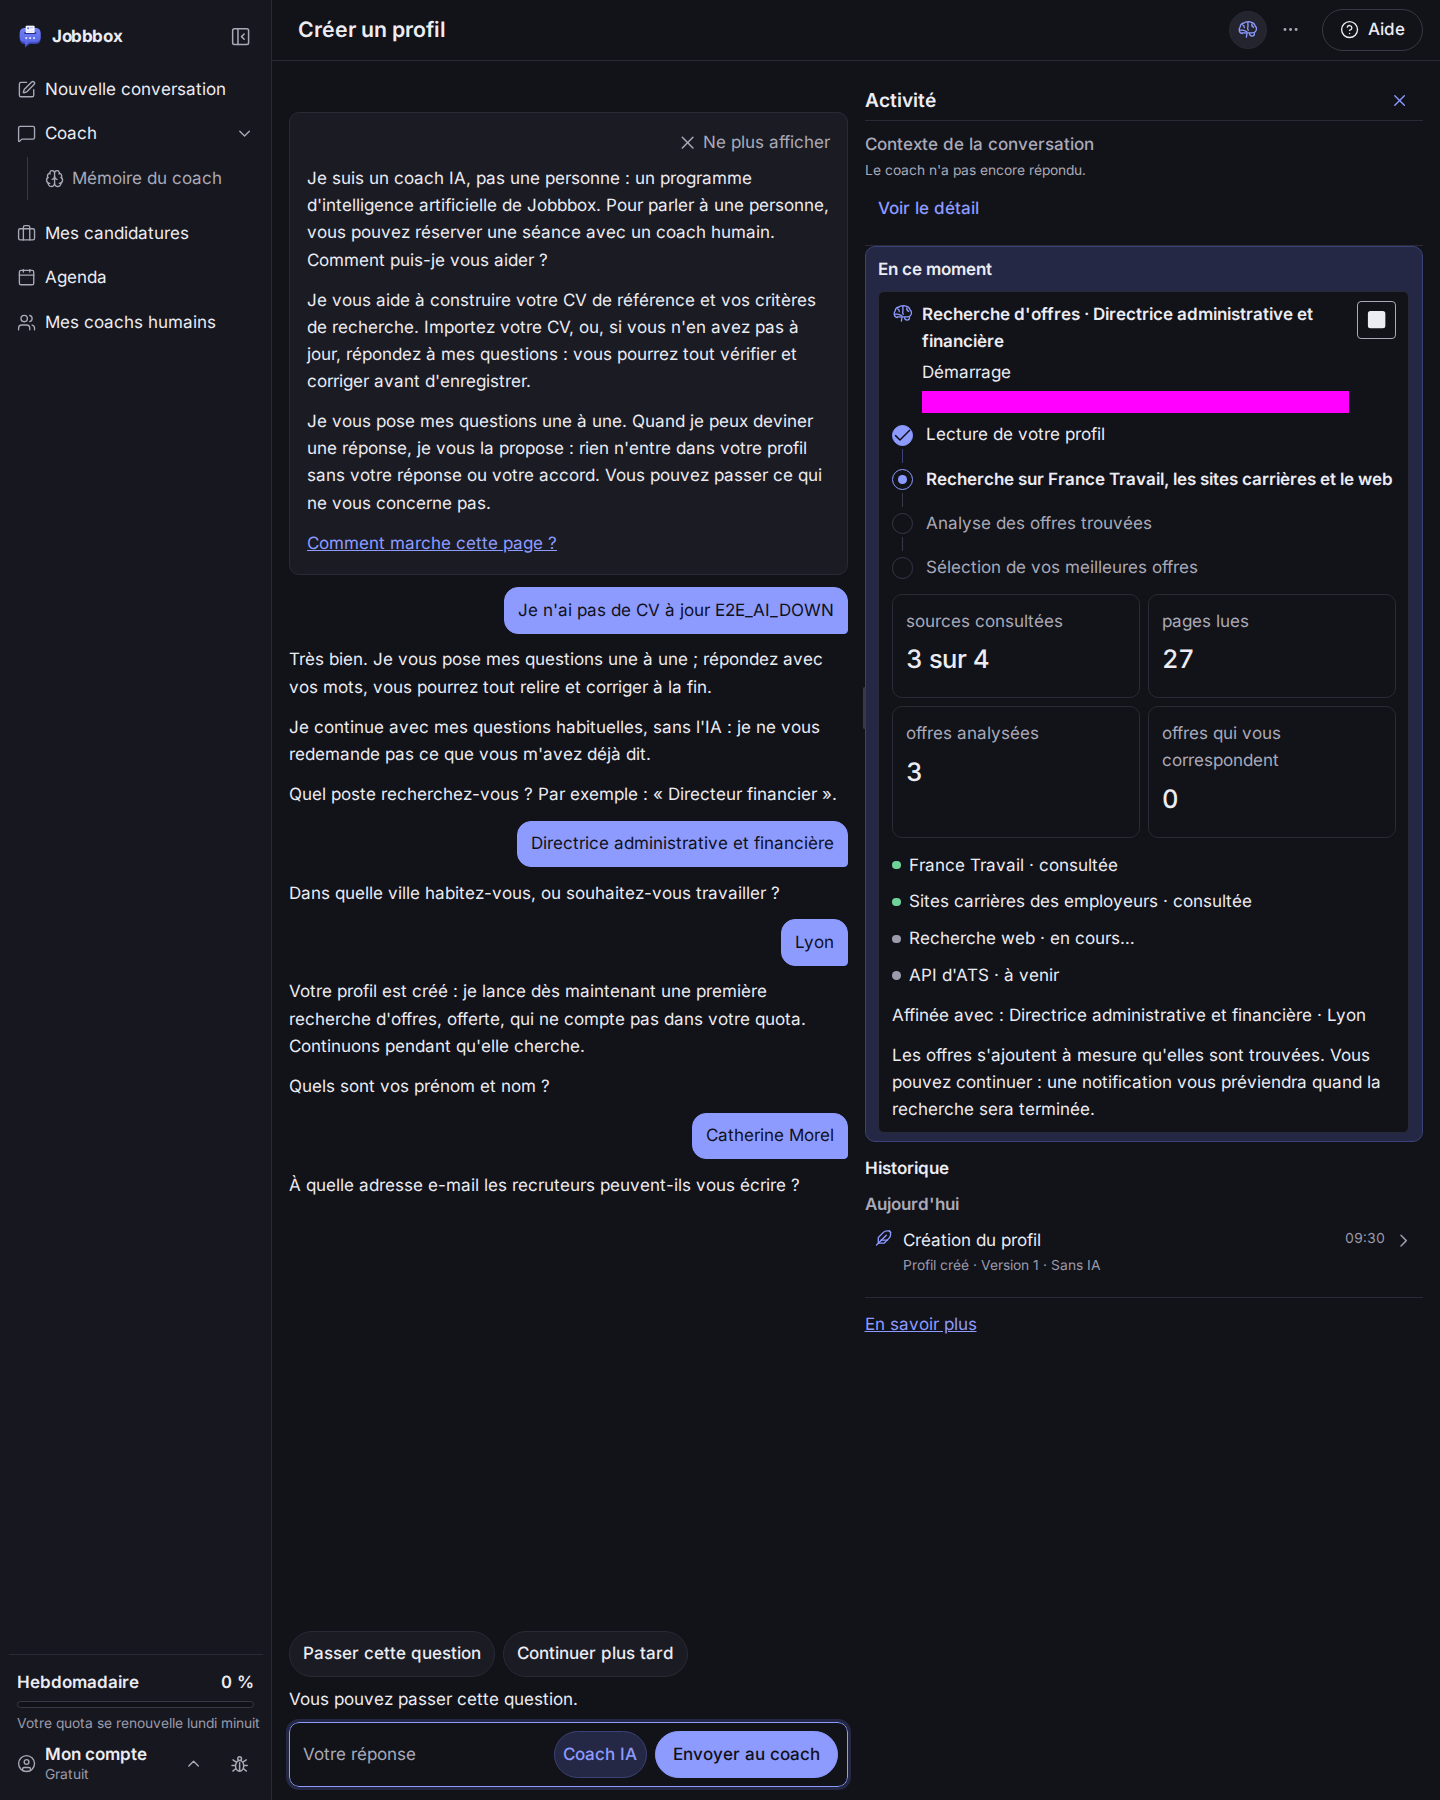 Jobbbox
Nouvelle conversation
Coach
Mémoire du coach
Mes candidatures
Agenda
Mes coachs humains
Hebdomadaire
0 %
Votre quota se renouvelle lundi minuit
Mon compte
Gratuit
Créer un profil
Aide
Ne plus afficher
Je suis un coach IA, pas une personne : un programme
d'intelligence artificielle de Jobbbox. Pour parler à une personne,
vous pouvez réserver une séance avec un coach humain.
Comment puis-je vous aider ?
Je vous aide à construire votre CV de référence et vos critères
de recherche. Importez votre CV, ou, si vous n'en avez pas à
jour, répondez à mes questions : vous pourrez tout vérifier et
corriger avant d'enregistrer.
Je vous pose mes questions une à une. Quand je peux deviner
une réponse, je vous la propose : rien n'entre dans votre profil
sans votre réponse ou votre accord. Vous pouvez passer ce qui
ne vous concerne pas.
Comment marche cette page ?
Je n'ai pas de CV à jour E2E_AI_DOWN
Très bien. Je vous pose mes questions une à une ; répondez avec
vos mots, vous pourrez tout relire et corriger à la fin.
Je continue avec mes questions habituelles, sans l'IA : je ne vous
redemande pas ce que vous m'avez déjà dit.
Quel poste recherchez-vous ? Par exemple : « Directeur financier ».
Directrice administrative et financière
Dans quelle ville habitez-vous, ou souhaitez-vous travailler ?
Lyon
Votre profil est créé : je lance dès maintenant une première
recherche d'offres, offerte, qui ne compte pas dans votre quota.
Continuons pendant qu'elle cherche.
Quels sont vos prénom et nom ?
Catherine Morel
À quelle adresse e-mail les recruteurs peuvent-ils vous écrire ?
Passer cette question
Continuer plus tard
Vous pouvez passer cette question.
Votre réponse
Coach IA
Envoyer au coach
Activité
Contexte de la conversation
Le coach n'a pas encore répondu.
Voir le détail
En ce moment
Recherche d'offres · Directrice administrative et
financière
Démarrage
Lecture de votre profil
Recherche sur France Travail, les sites carrières et le web
Analyse des offres trouvées
Sélection de vos meilleures offres
sources consultées
3 sur 4
pages lues
27
offres analysées
3
offres qui vous
correspondent
0
France Travail · consultée
Sites carrières des employeurs · consultée
Recherche web · en cours…
API d'ATS · à venir
Affinée avec : Directrice administrative et financière · Lyon
Les offres s'ajoutent à mesure qu'elles sont trouvées. Vous
pouvez continuer : une notification vous préviendra quand la
recherche sera terminée.
Historique
Aujourd'hui
Création du profil
09:30
Profil créé · Version 1 · Sans IA
En savoir plus